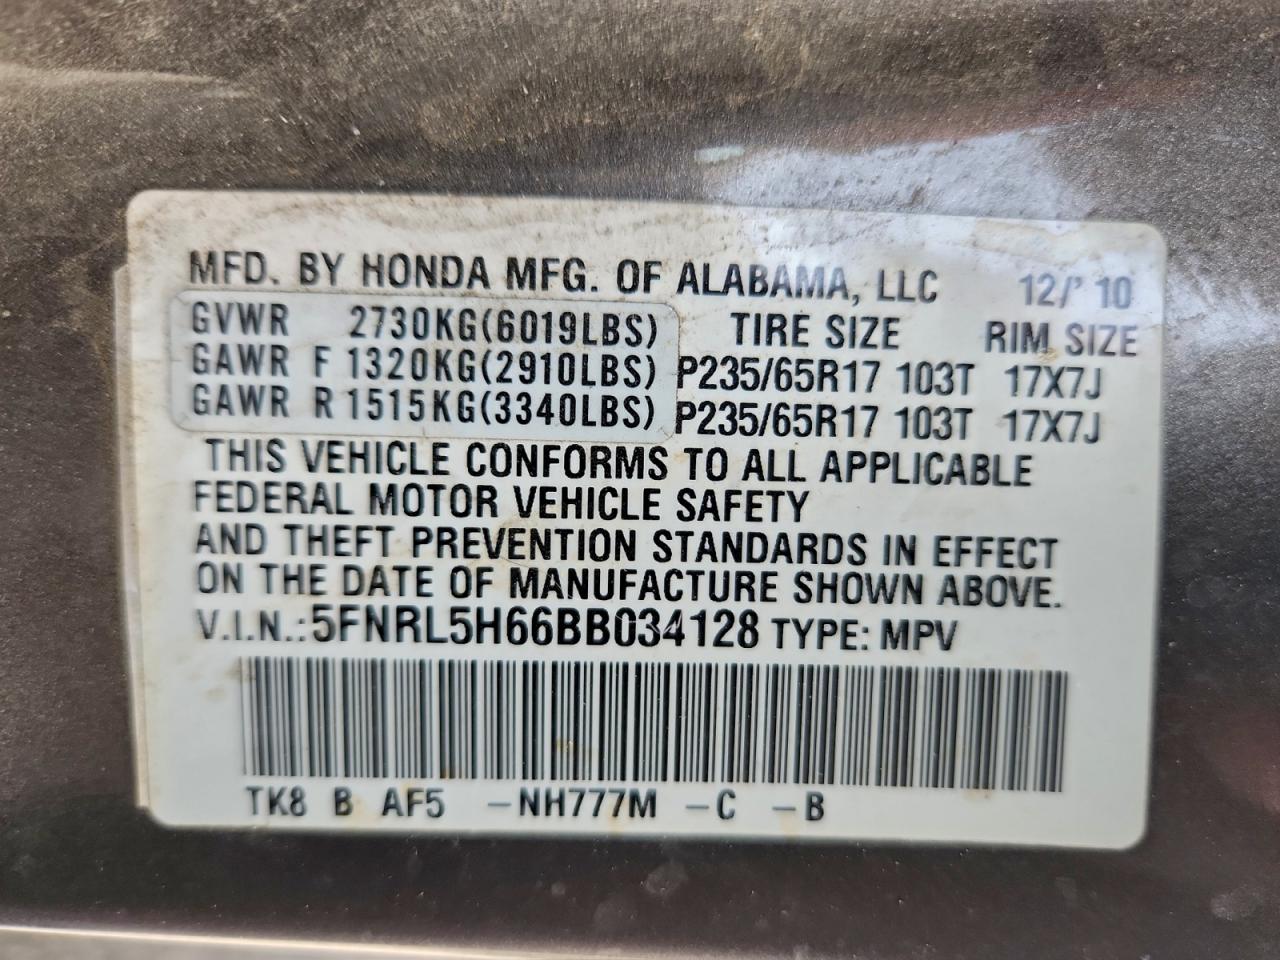 MFD. BY HONDA MFG. OF ALABAMA, LLC 12/' 10
GVWR 2730KG(6019LBS) TIRE SIZE RIM SIZE
GAWR F 1320KG(2910LBS) P235/65R17 103T 17X7J
GAWR R 1515KG(3340LBS) P235/65R17 103T 17X7J
THIS VEHICLE CONFORMS TO ALL APPLICABLE
FEDERAL MOTOR VEHICLE SAFETY
AND THEFT PREVENTION STANDARDS IN EFFECT
ON THE DATE OF MANUFACTURE SHOWN ABOVE.
V.I.N.:5FNRL5H66BB034128 TYPE: MPV
TK8 B AF5 -NH777M -C -B